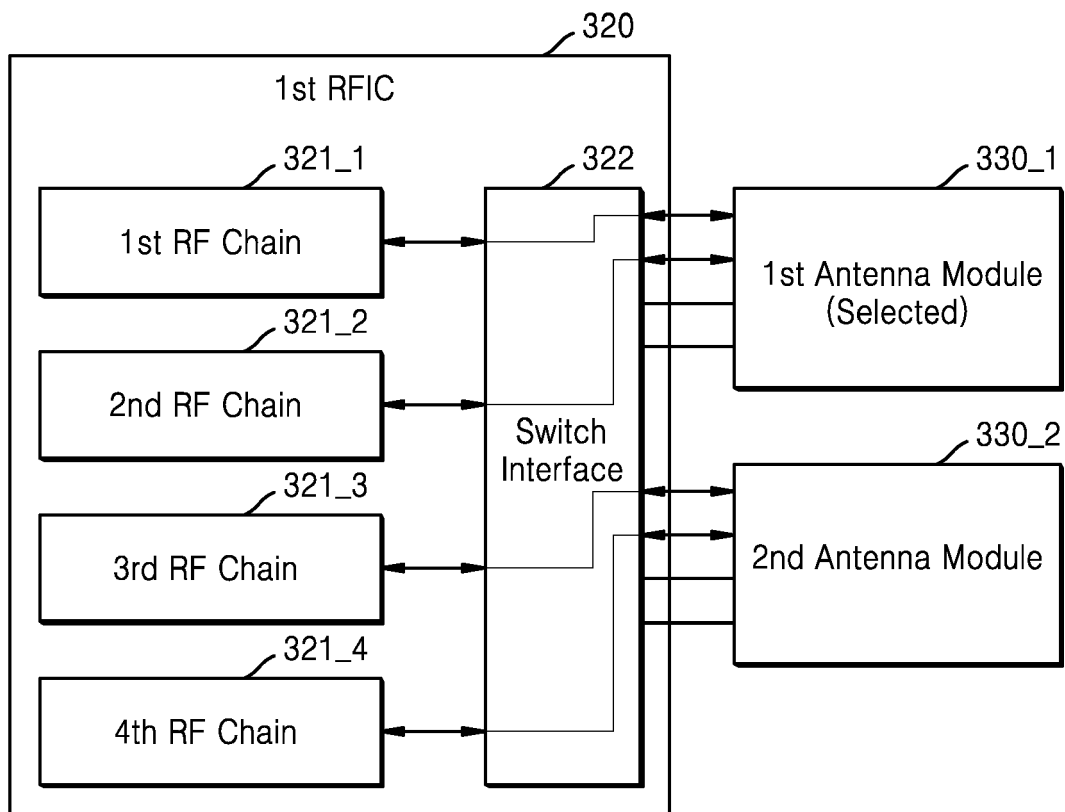 320
1st RFIC
321_1
322
330_1
1st RF Chain
1st Antenna Module
(Selected)
321_2
2nd RF Chain
Switch
Interface
330_2
321_3
3rd RF Chain
2nd Antenna Module
321_4
4th RF Chain